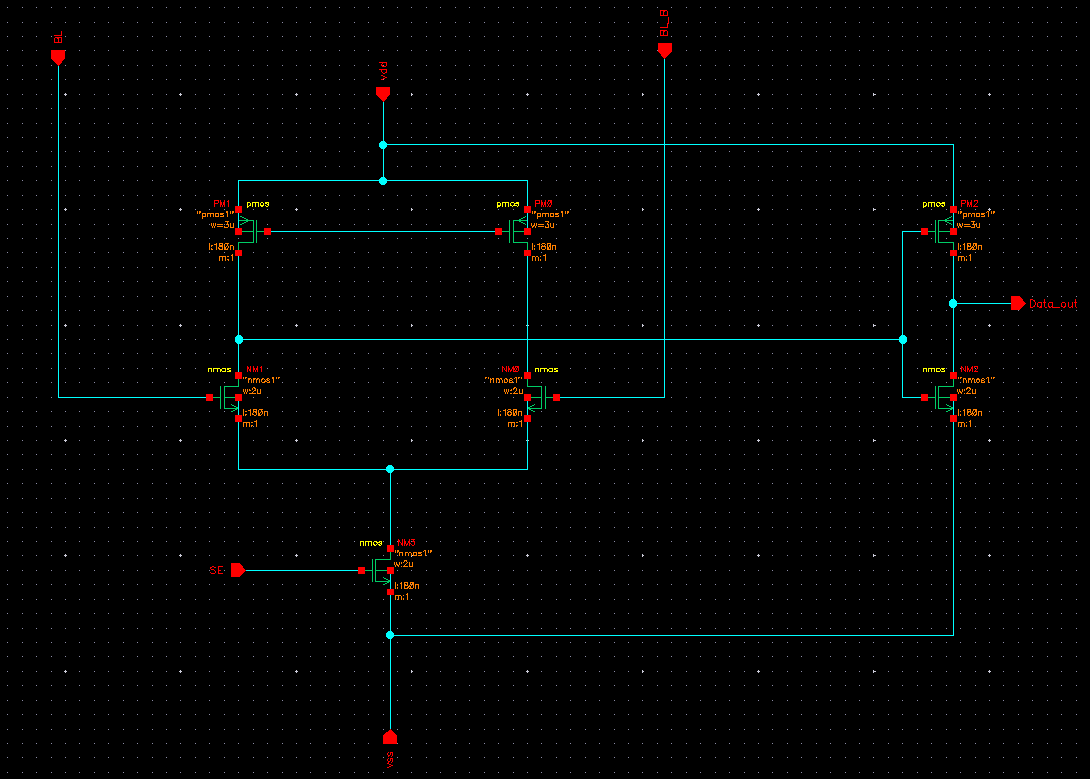 BL
BL_B
vdd
PM1 pmos
"pmos1"
w=3u
l:180n
m:1
pmos PM0
"pmos1"
w=3u
l:180n
m:1
pmos PM2
"pmos1"
w=3u
l:180n
m:1
Data_out
nmos NM1
"nmos1"
w:2u
l:180n
m:1
NM0 nmos
"nmos1"
w:2u
l:180n
m:1
nmos
"nmos1"
w:2u
l:180n
m:1
nmos NM3
"nmos1"
w:2u
l:180n
m:1
SE
vss